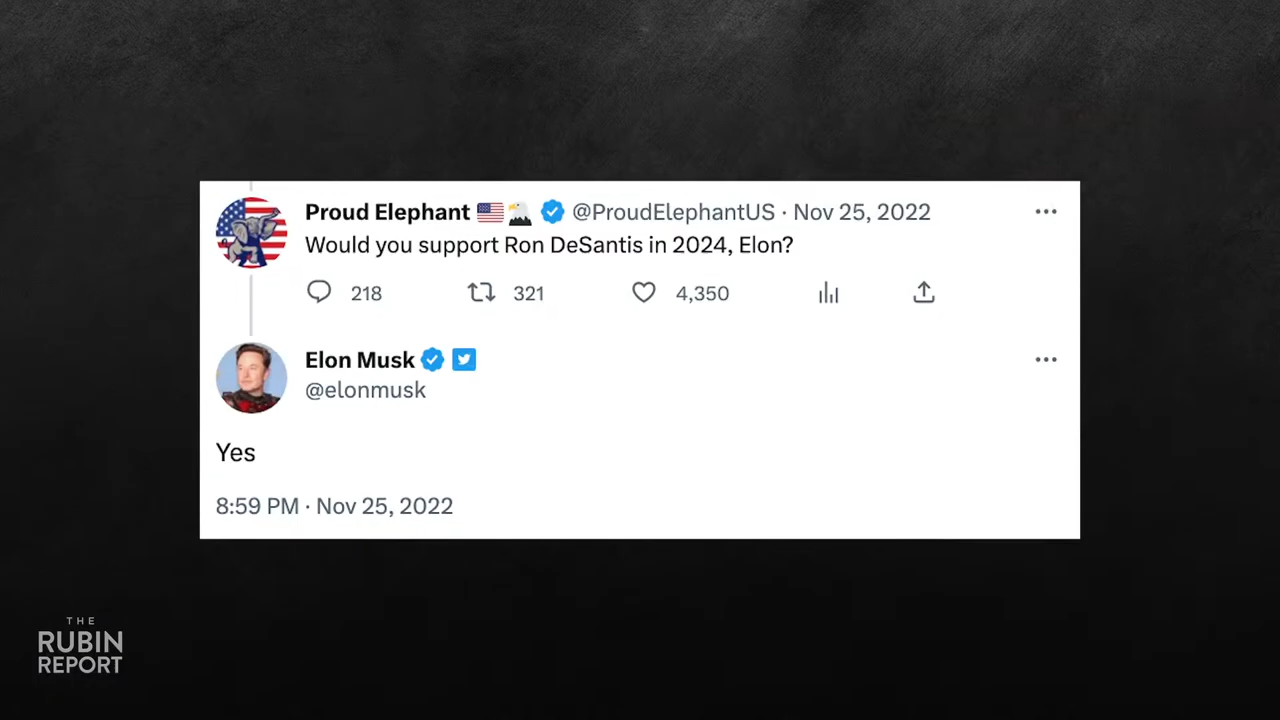 Proud Elephant 🇺🇸🦅 @ProudElephantUS · Nov 25, 2022
Would you support Ron DeSantis in 2024, Elon?
218 321 4,350
Elon Musk
@elonmusk
Yes
8:59 PM · Nov 25, 2022
THE
RUBIN
REPORT